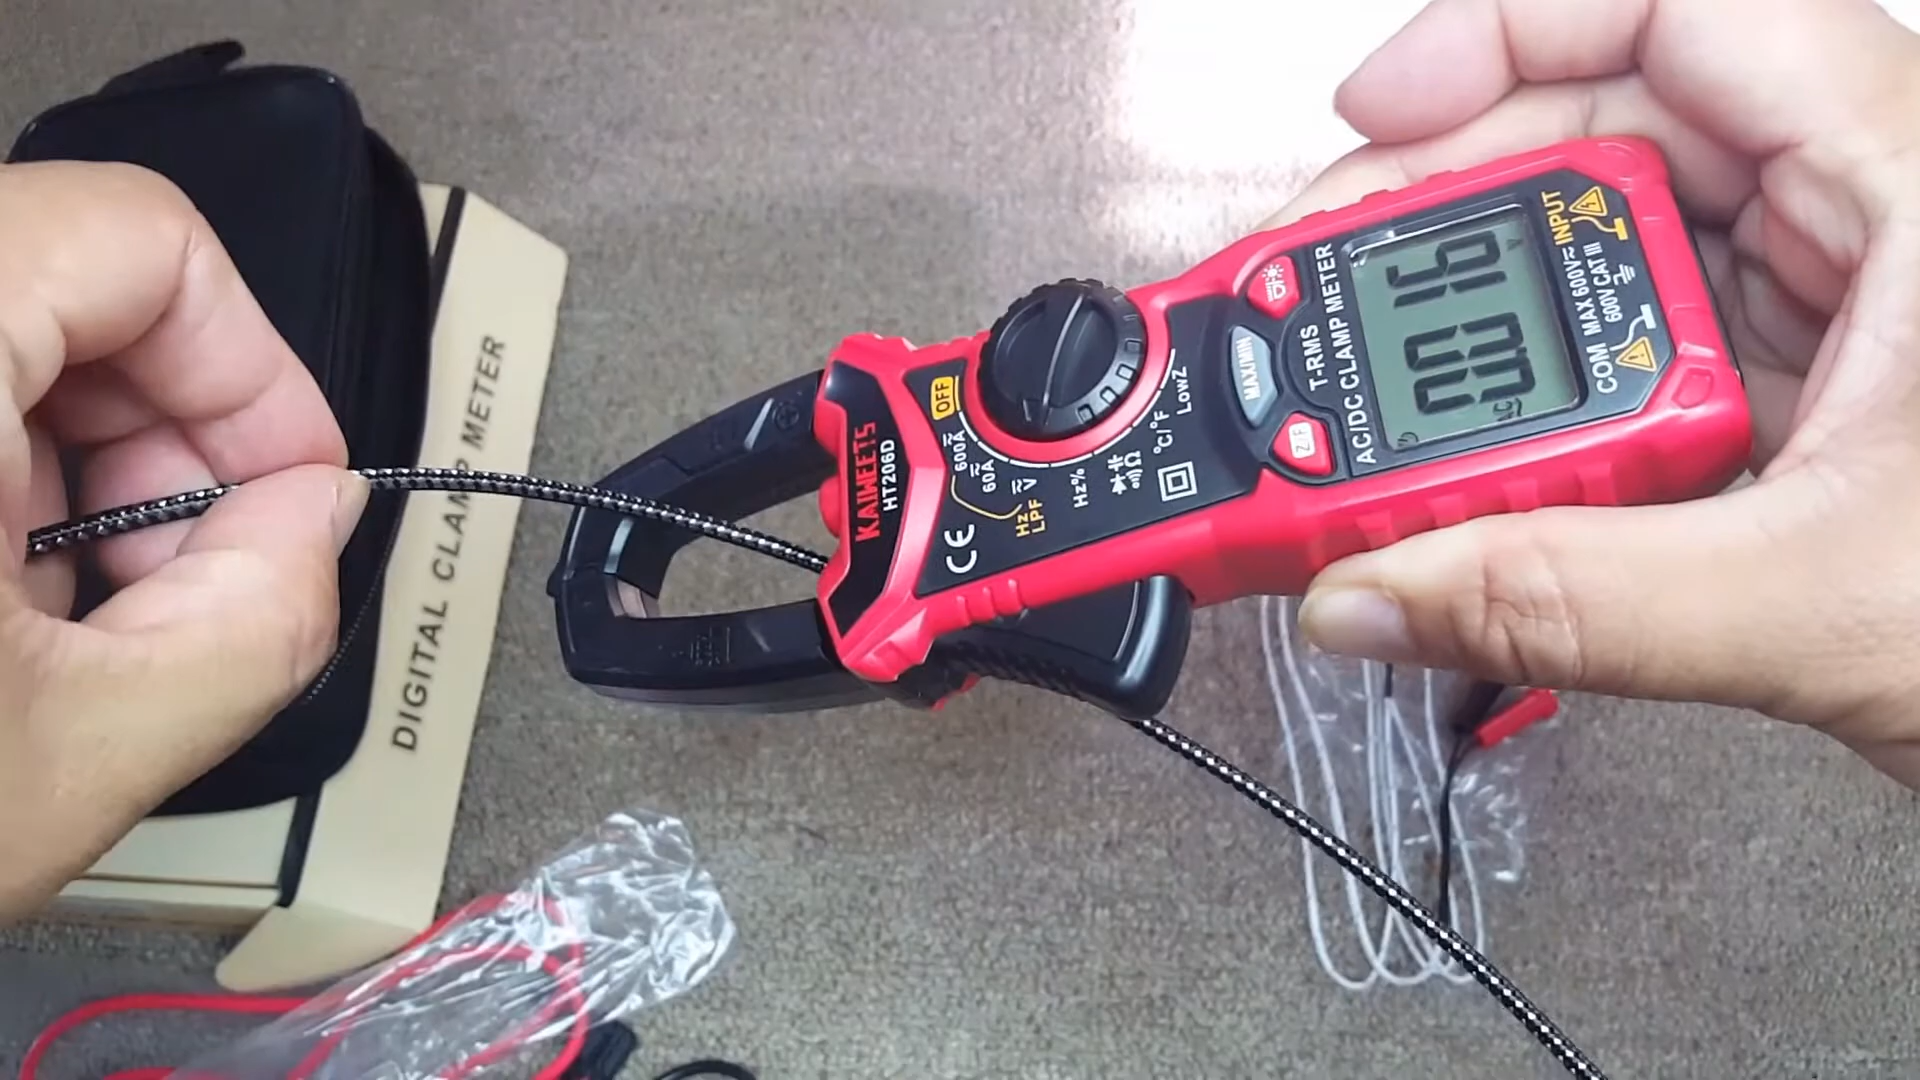 DIGITAL CLAMP METER
KAIWEETS
HT206D
CE
OFF
600A
60A
V
Hz
LPF
Hz%
Ω
°C/°F
LowZ
MAX/MIN
Z/F
T-RMS
AC/DC CLAMP METER
AC
V
INPUT
COM MAX 600V
600V CAT III